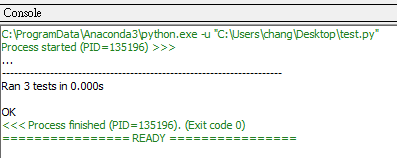 Console
C:\ProgramData\Anaconda3\python.exe -u "C:\Users\chang\Desktop\test.py"
Process started (PID=135196) >>>
...
----------------------------------------------------------------------
Ran 3 tests in 0.000s
OK
<<< Process finished (PID=135196). (Exit code 0)
================ READY ================